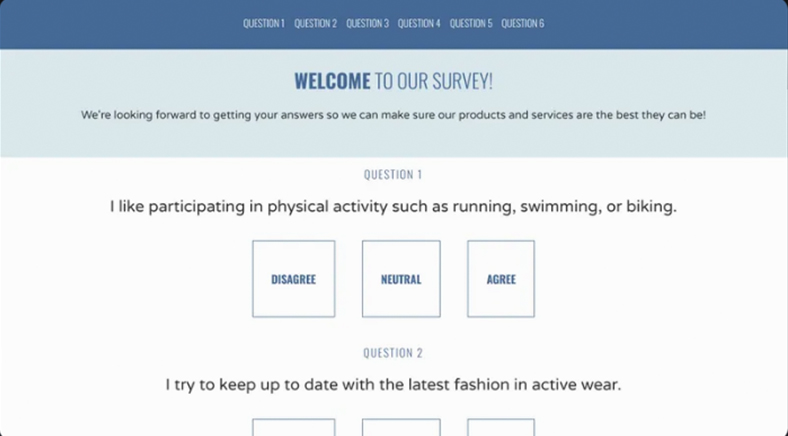 QUESTION 1 QUESTION 2 QUESTION 3 QUESTION 4 QUESTION 5 QUESTION 6
WELCOME TO OUR SURVEY!
We're looking forward to getting your answers so we can make sure our products and services are the best they can be!
QUESTION 1
I like participating in physical activity such as running, swimming, or biking.
DISAGREE NEUTRAL AGREE
QUESTION 2
I try to keep up to date with the latest fashion in active wear.